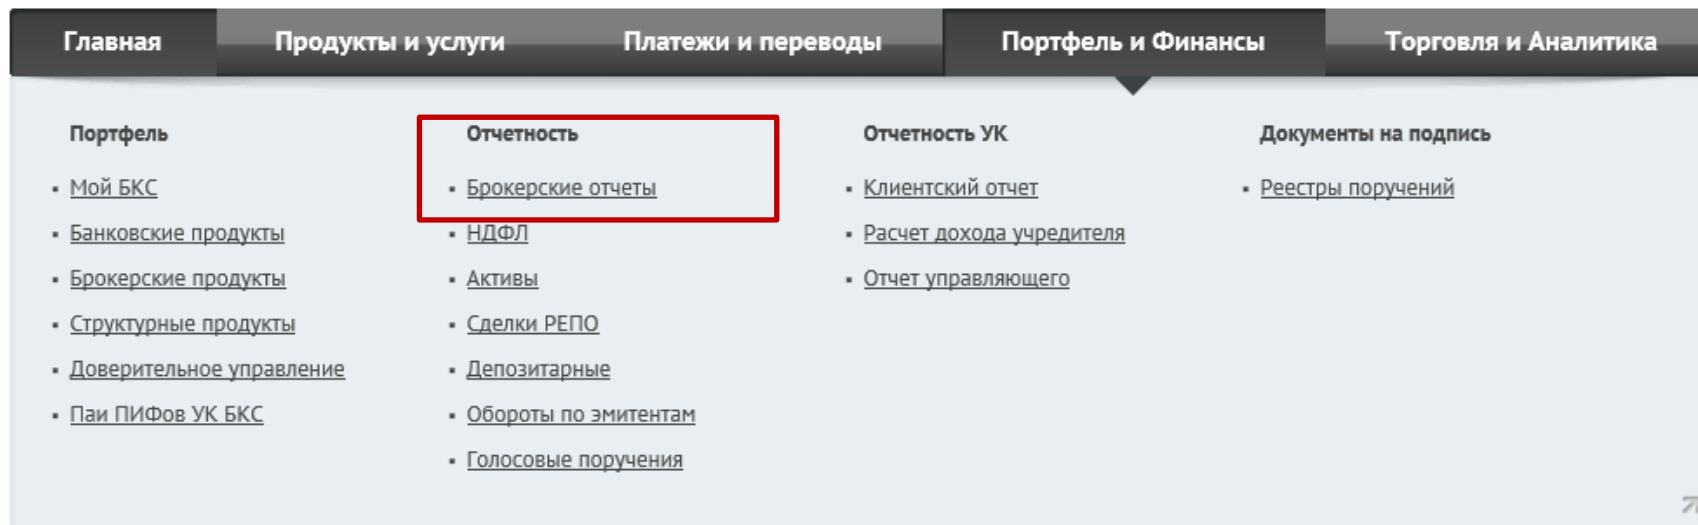 Главная
Продукты и услуги
Платежи и переводы
Портфель и Финансы
Торговля и Аналитика
Портфель
Мой БКС
Банковские продукты
Брокерские продукты
Структурные продукты
Доверительное управление
Паи ПИФов УК БКС
Отчетность
Брокерские отчеты
НДФЛ
Активы
Сделки РЕПО
Депозитарные
Обороты по эмитентам
Голосовые поручения
Отчетность УК
Клиентский отчет
Расчет дохода учредителя
Отчет управляющего
Документы на подпись
Реестры поручений